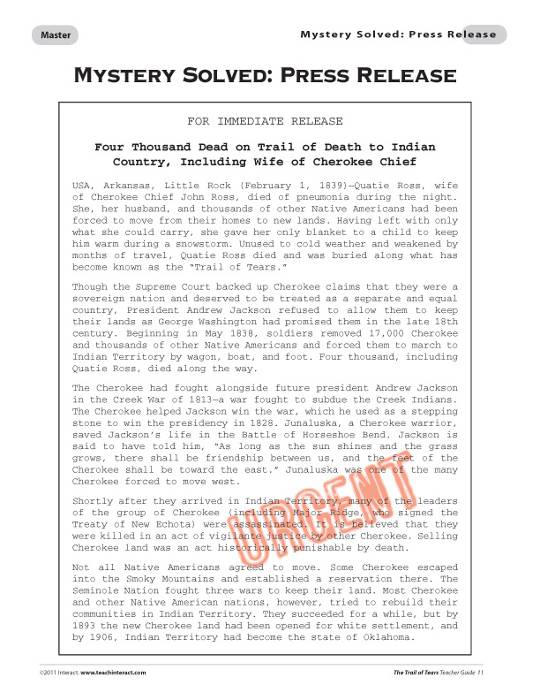 Master
Mystery Solved: Press Release
MYSTERY SOLVED: PRESS RELEASE
FOR IMMEDIATE RELEASE
Four Thousand Dead on Trail of Death to Indian
Country, Including Wife of Cherokee Chief
USA, Arkansas, Little Rock (February 1, 1839)—Quatie Ross, wife
of Cherokee Chief John Ross, died of pneumonia during the night.
She, her husband, and thousands of other Native Americans had been
forced to move from their homes to new lands. Having left with only
what she could carry, she gave her only blanket to a child to keep
him warm during a snowstorm. Unused to cold weather and weakened by
months of travel, Quatie Ross died and was buried along what has
become known as the “Trail of Tears.”
Though the Supreme Court backed up Cherokee claims that they were a
sovereign nation and deserved to be treated as a separate and equal
country, President Andrew Jackson refused to allow them to keep
their lands as George Washington had promised them in the late 18th
century. Beginning in May 1838, soldiers removed 17,000 Cherokee
and thousands of other Native Americans and forced them to march to
Indian Territory by wagon, boat, and foot. Four thousand, including
Quatie Ross, died along the way.
The Cherokee had fought alongside future president Andrew Jackson
in the Creek War of 1813—a war fought to subdue the Creek Indians.
The Cherokee helped Jackson win the war, which he used as a stepping
stone to win the presidency in 1828. Junaluska, a Cherokee warrior,
saved Jackson’s life in the Battle of Horseshoe Bend. Jackson is
said to have told him, “As long as the sun shines and the grass
grows, there shall be friendship between us, and the feet of the
Cherokee shall be toward the east.” Junaluska was one of the many
Cherokee forced to move west.
Shortly after they arrived in Indian Territory, many of the leaders
of the group of Cherokee (including Major Ridge, who signed the
Treaty of New Echota) were assassinated. It is believed that they
were killed in an act of vigilante justice by other Cherokee. Selling
Cherokee land was an act historically punishable by death.
URGENT
Not all Native Americans agreed to move. Some Cherokee escaped
into the Smoky Mountains and established a reservation there. The
Seminole Nation fought three wars to keep their land. Most Cherokee
and other Native American nations, however, tried to rebuild their
communities in Indian Territory. They succeeded for a while, but by
1893 the new Cherokee land had been opened for white settlement, and
by 1906, Indian Territory had become the state of Oklahoma.
©2011 Interact. www.teachinteract.com
The Trail of Tears Teacher Guide 11